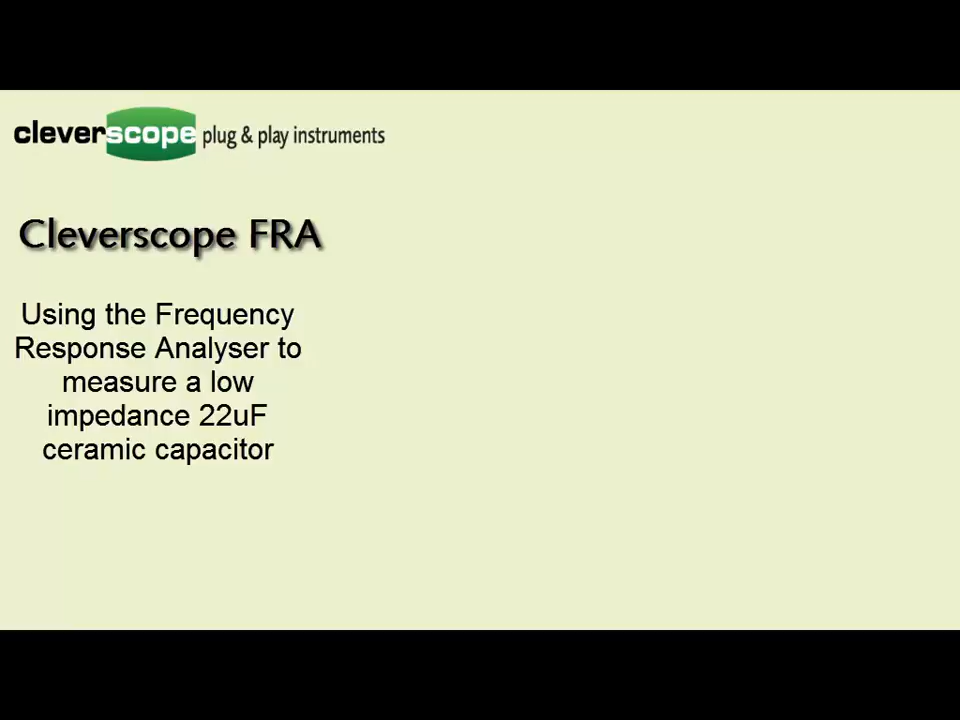 cleverscope plug & play instruments
Cleverscope FRA
Using the Frequency
Response Analyser to
measure a low
impedance 22uF
ceramic capacitor